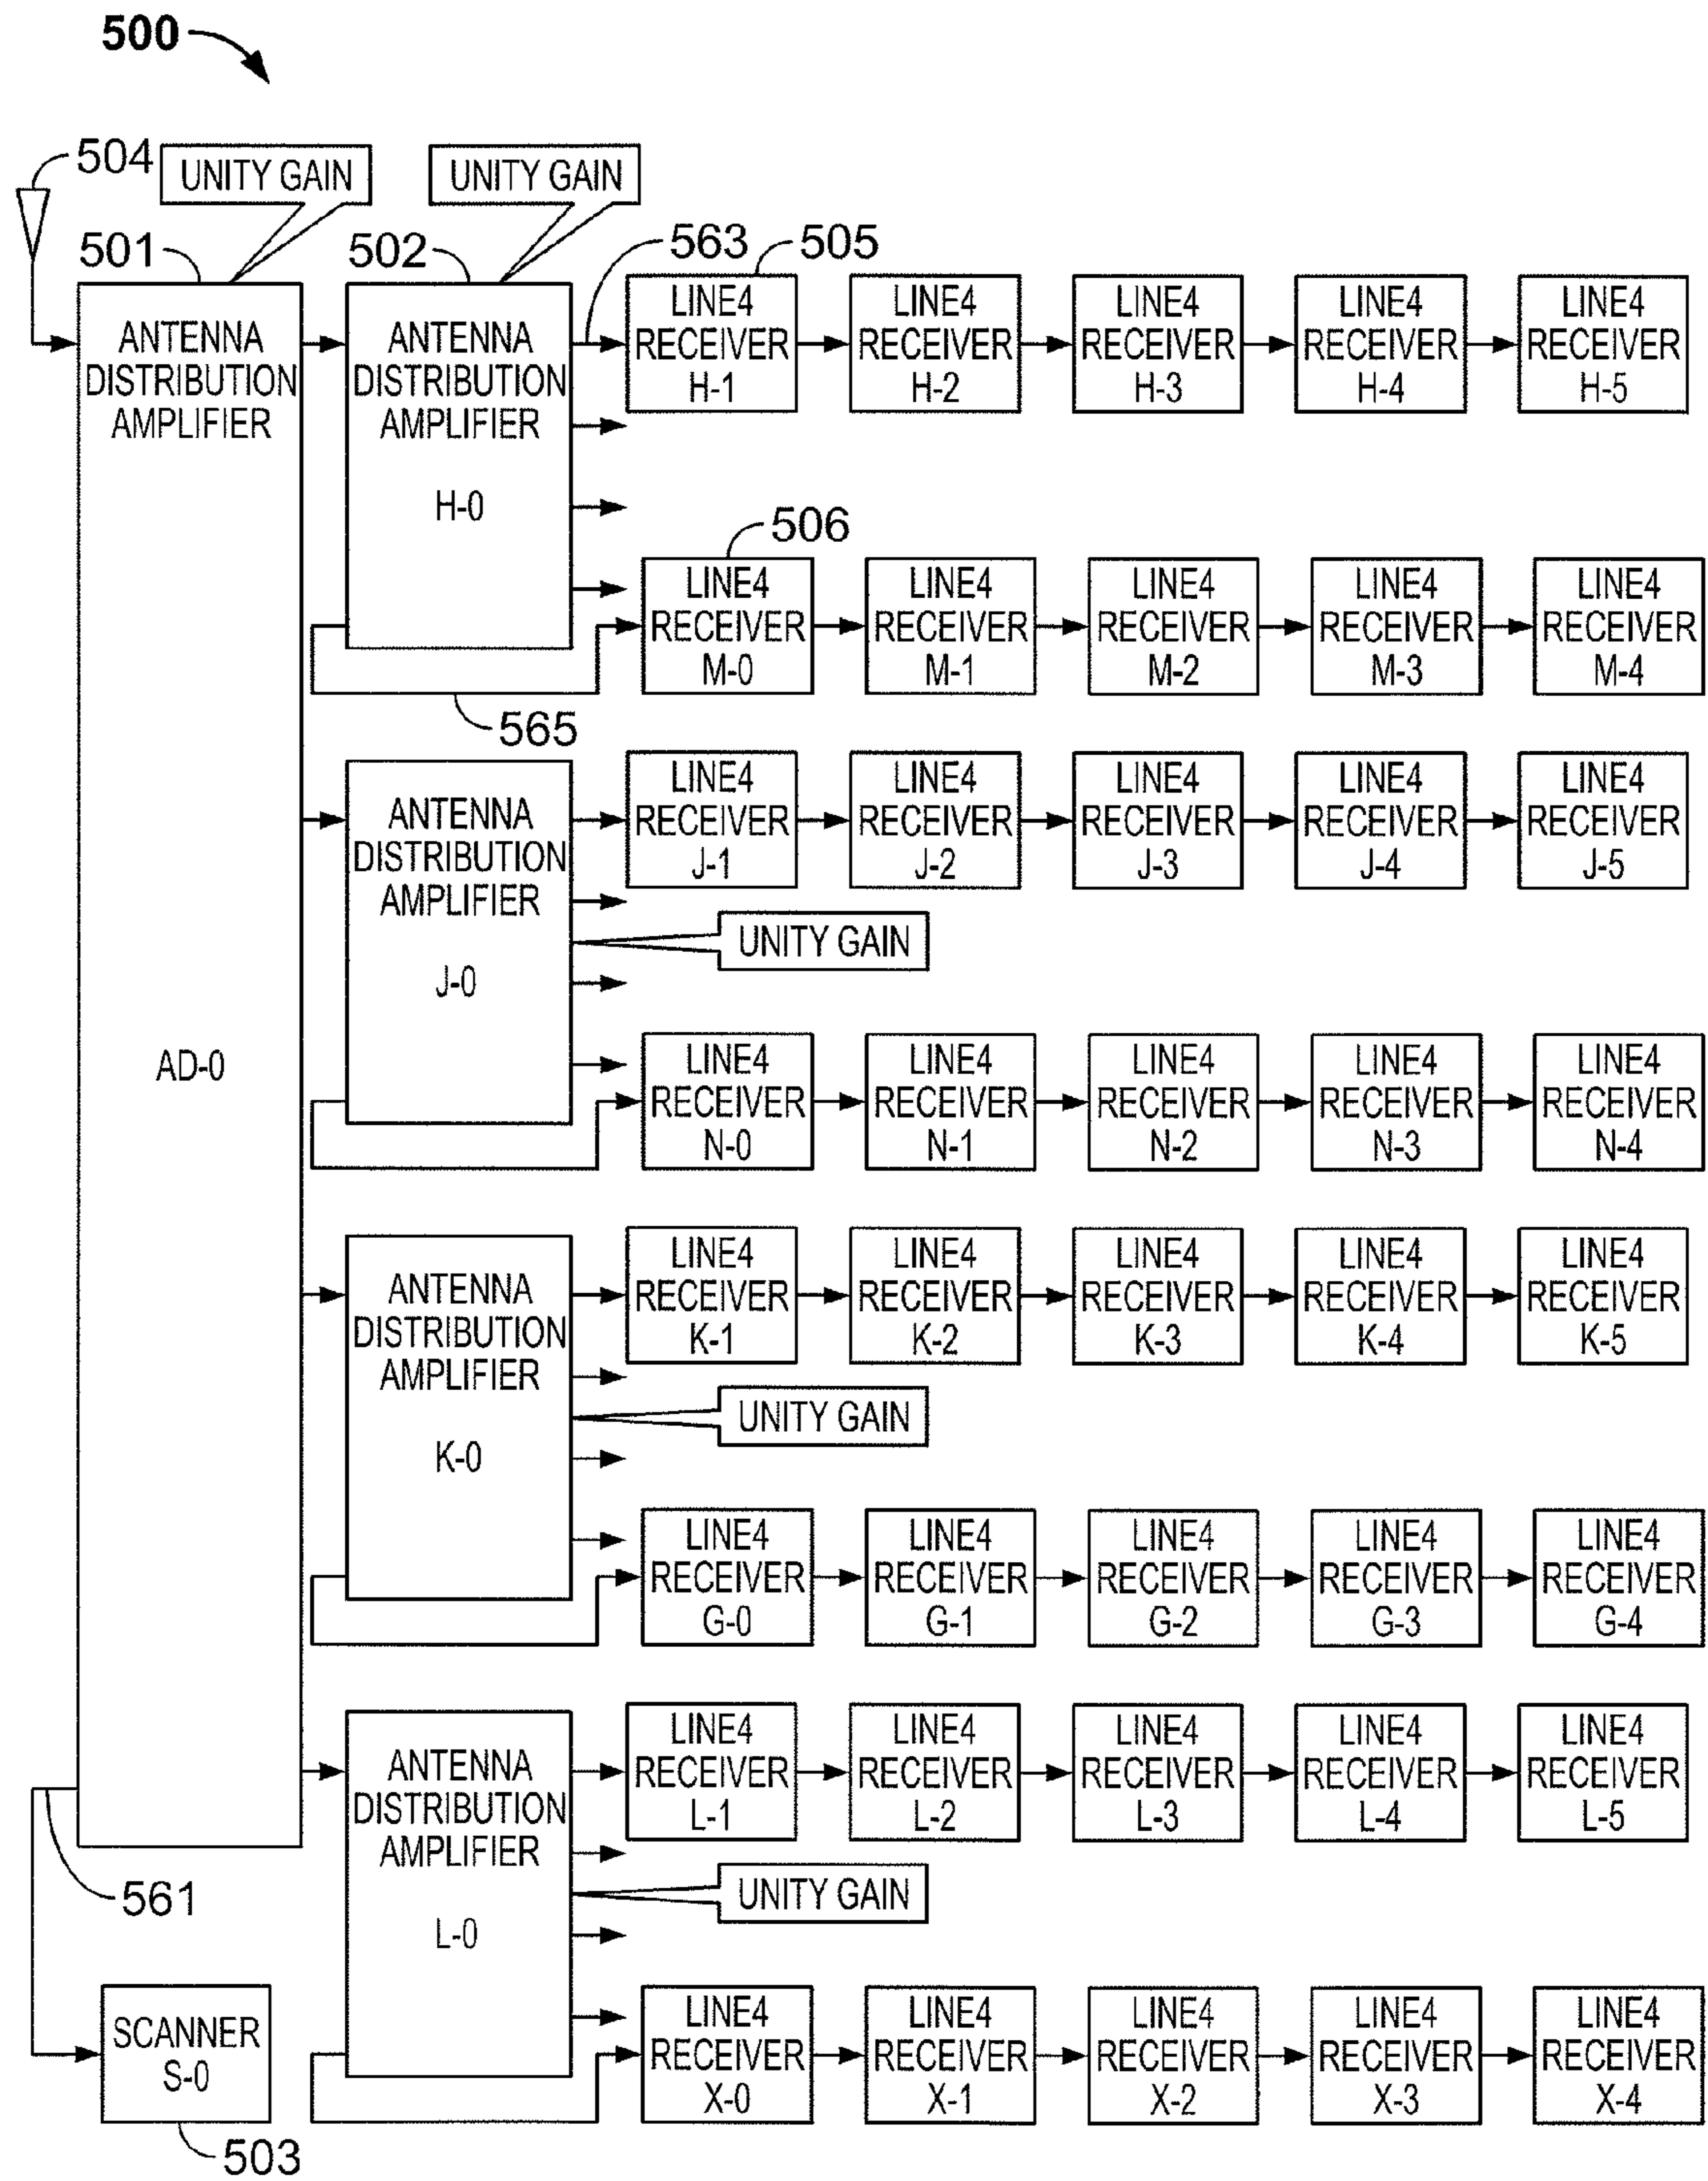 500
504
UNITY GAIN
UNITY GAIN
501
502
563
505
ANTENNA
DISTRIBUTION
AMPLIFIER
AD-0
ANTENNA
DISTRIBUTION
AMPLIFIER
H-0
LINE4
RECEIVER
H-1
LINE4
RECEIVER
H-2
LINE4
RECEIVER
H-3
LINE4
RECEIVER
H-4
LINE4
RECEIVER
H-5
506
LINE4
RECEIVER
M-0
LINE4
RECEIVER
M-1
LINE4
RECEIVER
M-2
LINE4
RECEIVER
M-3
LINE4
RECEIVER
M-4
565
ANTENNA
DISTRIBUTION
AMPLIFIER
J-0
LINE4
RECEIVER
J-1
LINE4
RECEIVER
J-2
LINE4
RECEIVER
J-3
LINE4
RECEIVER
J-4
LINE4
RECEIVER
J-5
UNITY GAIN
LINE4
RECEIVER
N-0
LINE4
RECEIVER
N-1
LINE4
RECEIVER
N-2
LINE4
RECEIVER
N-3
LINE4
RECEIVER
N-4
ANTENNA
DISTRIBUTION
AMPLIFIER
K-0
LINE4
RECEIVER
K-1
LINE4
RECEIVER
K-2
LINE4
RECEIVER
K-3
LINE4
RECEIVER
K-4
LINE4
RECEIVER
K-5
UNITY GAIN
LINE4
RECEIVER
G-0
LINE4
RECEIVER
G-1
LINE4
RECEIVER
G-2
LINE4
RECEIVER
G-3
LINE4
RECEIVER
G-4
ANTENNA
DISTRIBUTION
AMPLIFIER
L-0
LINE4
RECEIVER
L-1
LINE4
RECEIVER
L-2
LINE4
RECEIVER
L-3
LINE4
RECEIVER
L-4
LINE4
RECEIVER
L-5
UNITY GAIN
561
SCANNER
S-0
503
LINE4
RECEIVER
X-0
LINE4
RECEIVER
X-1
LINE4
RECEIVER
X-2
LINE4
RECEIVER
X-3
LINE4
RECEIVER
X-4